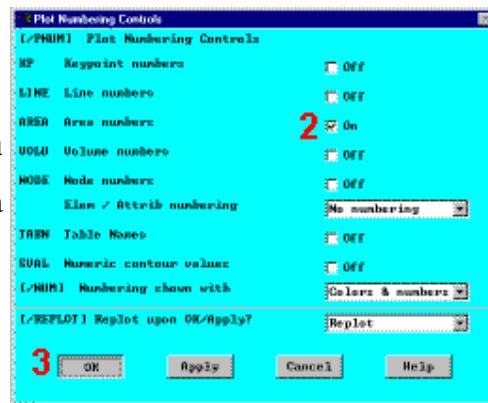 Plot Numbering Controls
[/PNUM] Plot Numbering Controls
KP Keypoint numbers Off
LINE Line numbers Off
AREA Area numbers 2 On
VOLU Volume numbers Off
NODE Node numbers Off
Elem / Attrib numbering No numbering
TABN Table Names Off
SVAL Numeric contour values Off
[/NUM] Numbering shown with Colors & numbers
[/REPLOT] Replot upon OK/Apply? Replot
3 OK Apply Cancel Help